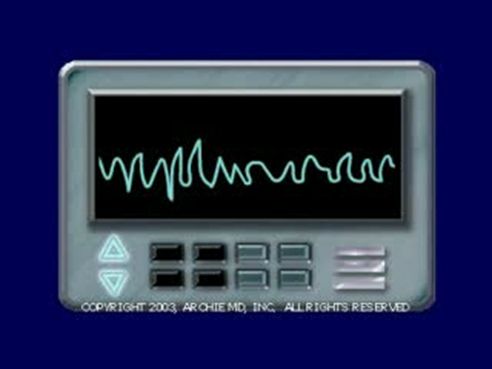 COPYRIGHT 2003, ARCHIE MD, INC,  ALL RIGHTS RESERVED